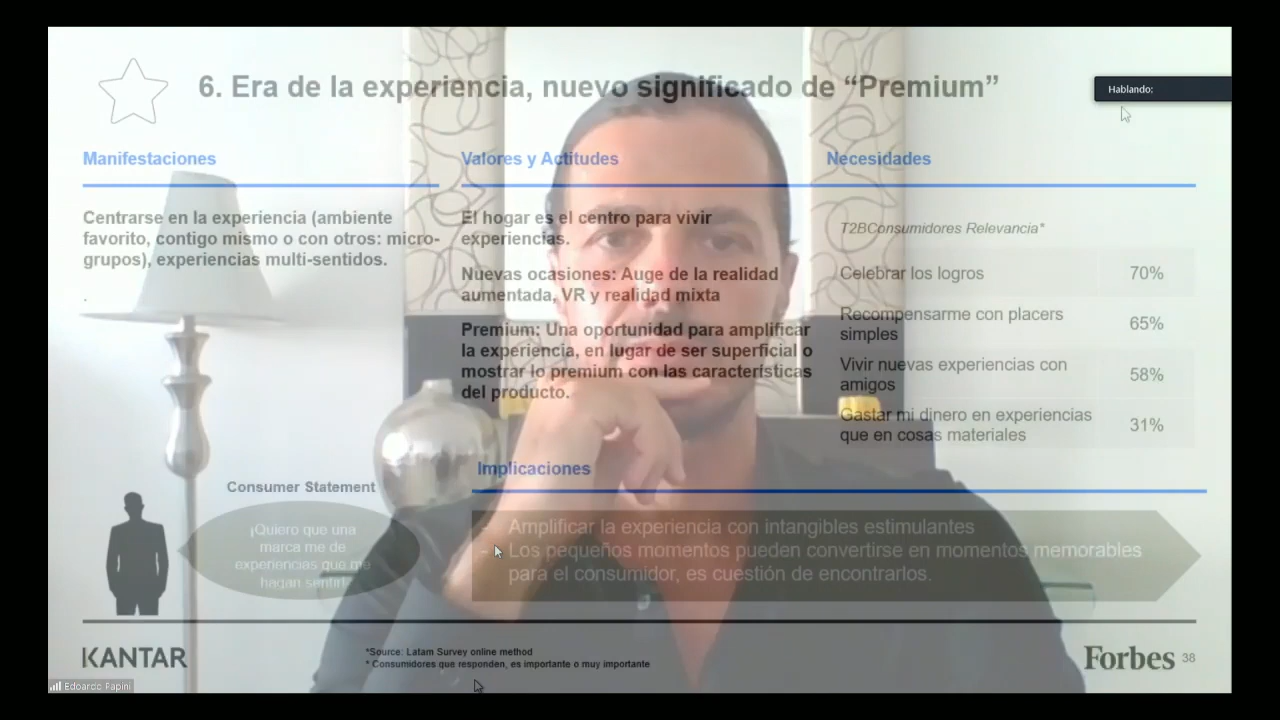 6. Era de la experiencia, nuevo significado de “Premium”
Hablando:
Manifestaciones
Centrarse en la experiencia (ambiente
favorito, contigo mismo o con otros: micro-
grupos), experiencias multi-sentidos.
.
Valores y Actitudes
El hogar es el centro para vivir
experiencias.
Nuevas ocasiones: Auge de la realidad
aumentada, VR y realidad mixta
Premium: Una oportunidad para amplificar
la experiencia, en lugar de ser superficial o
mostrar lo premium con las características
del producto.
Necesidades
T2BConsumidores Relevancia*
Celebrar los logros 70%
Recompensarme con placers
simples 65%
Vivir nuevas experiencias con
amigos 58%
Gastar mi dinero en experiencias
que en cosas materiales 31%
Consumer Statement
¡Quiero que una
marca me de
experiencias que me
hagan sentir!
Implicaciones
- Amplificar la experiencia con intangibles estimulantes
- Los pequeños momentos pueden convertirse en momentos memorables
para el consumidor, es cuestión de encontrarlos.
KANTAR
*Source: Latam Survey online method
* Consumidores que responden, es importante o muy importante
Forbes 38
Edoardo Papini